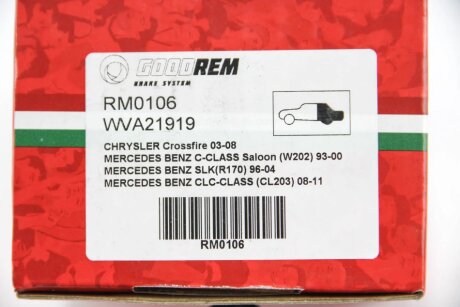 GOODREM
BRAKE SYSTEM
RM0106
WVA21919
CHRYSLER Crossfire 03-08
MERCEDES BENZ C-CLASS Saloon (W202) 93-00
MERCEDES BENZ SLK(R170) 96-04
MERCEDES BENZ CLC-CLASS (CL203) 08-11
RM0106